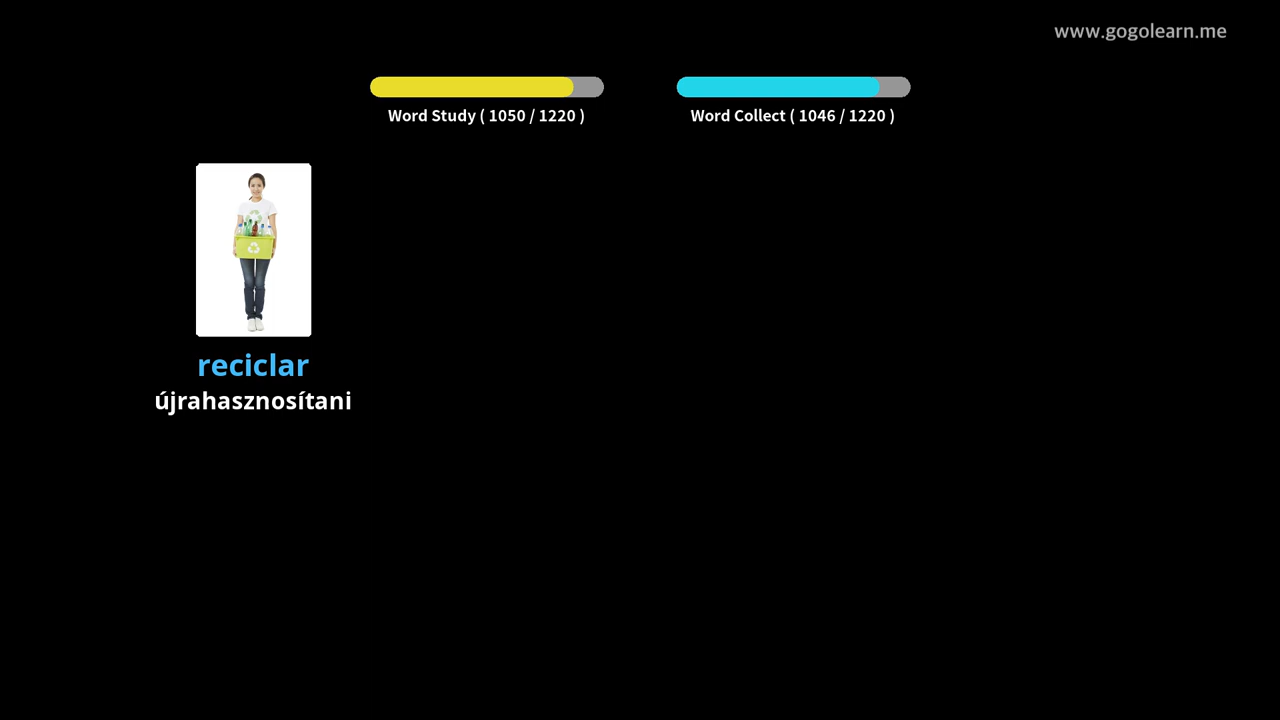 www.gogolearn.me
Word Study ( 1050 / 1220 )
Word Collect ( 1046 / 1220 )
reciclar
újrahasznosítani